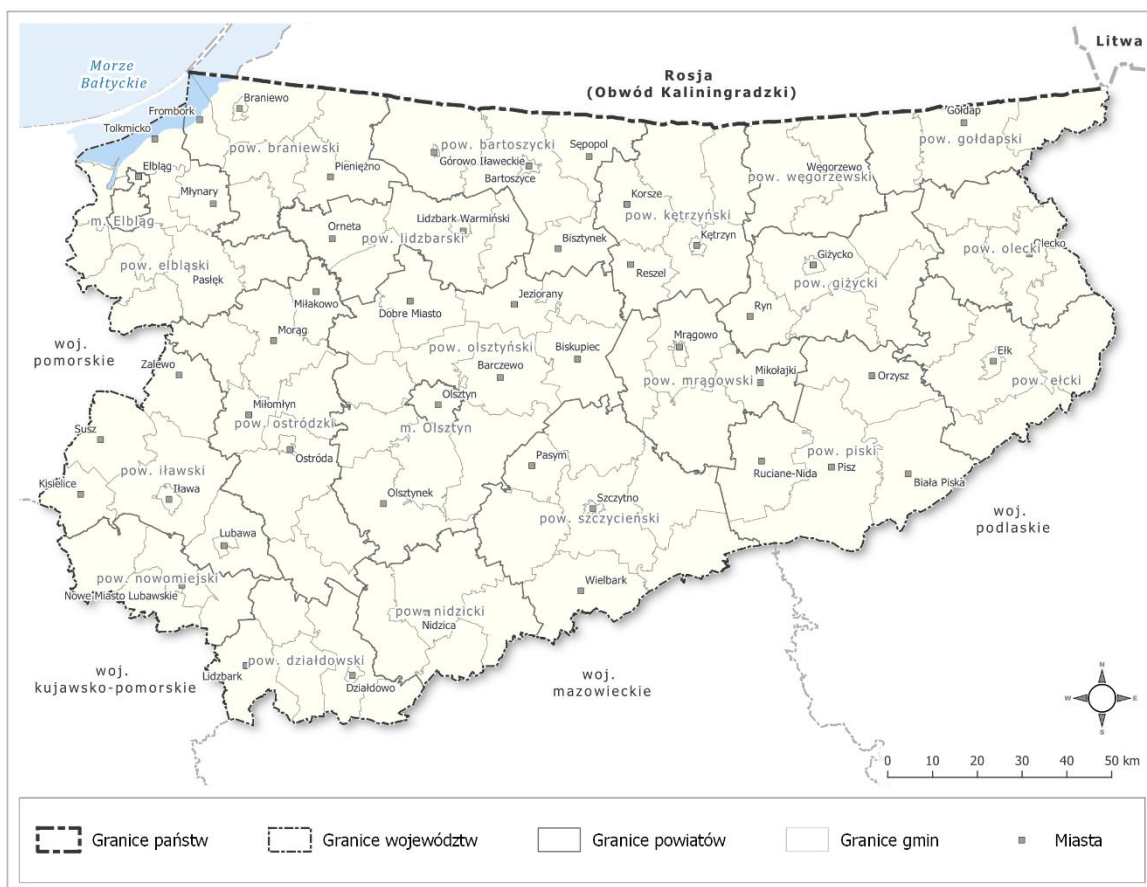 Morze
Bałtyckie
Litwa
Rosja
(Obwód Kaliningradzki)
Frombork
Braniewo
Tolkmicko
pow. braniewski
Elbląg
Pieniężno
Młynary
m. Elbląg
pow. elbląski
Pasłęk
pow. bartoszycki
Górowo Iławeckie
Bartoszyce
Sępopol
Bisztynek
Lidzbark Warmiński
Orneta
pow. lidzbarski
Korsze
pow. kętrzyński
Kętrzyn
Reszel
Węgorzewo
pow. węgorzewski
Gołdap
pow. gołdapski
pow. olecki
Olecko
Giżycko
pow. giżycki
Ryn
Miłakowo
Morąg
Dobre Miasto
Jeziorany
pow. olsztyński
Barczewo
Biskupiec
Mrągowo
pow. mrągowski
Mikołajki
Orzysz
Ełk
pow. ełcki
woj.
pomorskie
Zalewo
Miłomłyn
pow. ostródzki
Ostróda
Olsztyn
m. Olsztyn
Olsztynek
Susz
pow. iławski
Kisielice
Iława
Lubawa
Pasym
Szczytno
pow. szczycieński
Wielbark
pow. piski
Ruciane-Nida
Pisz
Biała Piska
woj.
podlaskie
pow. nowomiejski
Nowe Miasto Lubawskie
pow. nidzicki
Nidzica
pow. działdowski
Lidzbark
Działdowo
woj.
kujawsko-pomorskie
woj.
mazowieckie
N
W
E
S
0 10 20 30 40 50 km
Granice państw
Granice województw
Granice powiatów
Granice gmin
Miasta